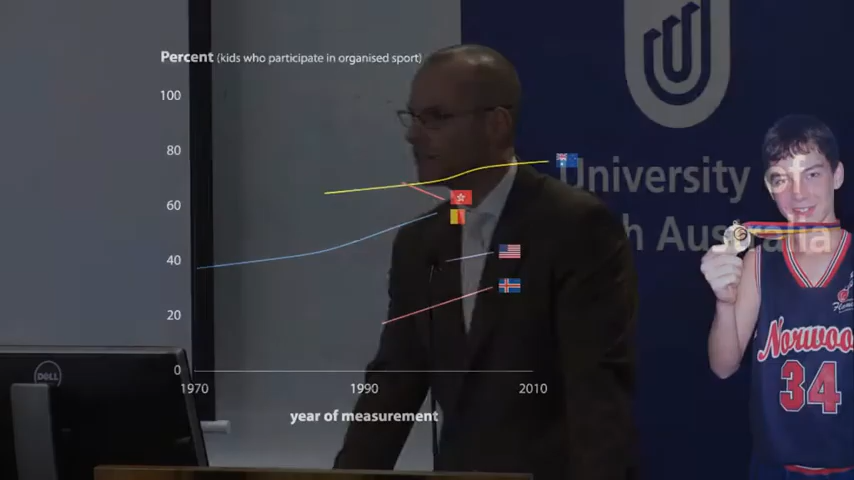 Percent (kids who participate in organised sport)
100
80
60
40
20
0
1970
1990
2010
year of measurement
University
h Australia
DELL
Norwood
34